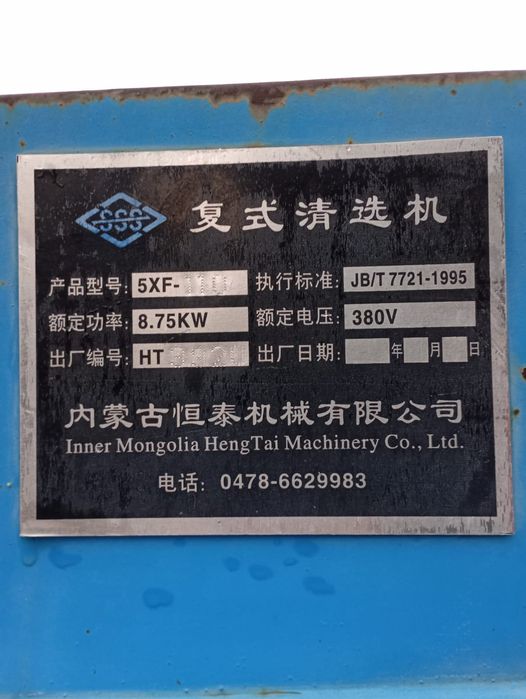 SSS 复式清选机
产品型号: 5XF-110 执行标准: JB/T 7721-1995
额定功率: 8.75KW 额定电压: 380V
出厂编号: HT 出厂日期: 年 月 日
内蒙古恒泰机械有限公司
Inner Mongolia HengTai Machinery Co., Ltd.
电话: 0478-6629983